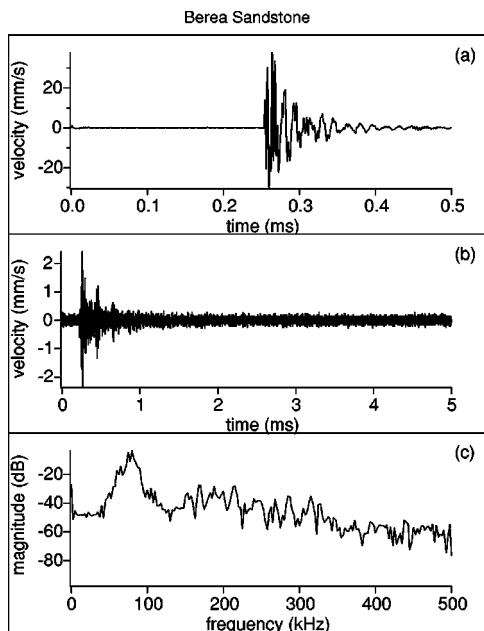 Berea Sandstone
(a)
velocity (mm/s)
20
0
-20
0.0 0.1 0.2 0.3 0.4 0.5
time (ms)
(b)
velocity (mm/s)
2
1
0
-1
-2
0 1 2 3 4 5
time (ms)
(c)
magnitude (dB)
-20
-40
-60
-80
0 100 200 300 400 500
frequency (kHz)